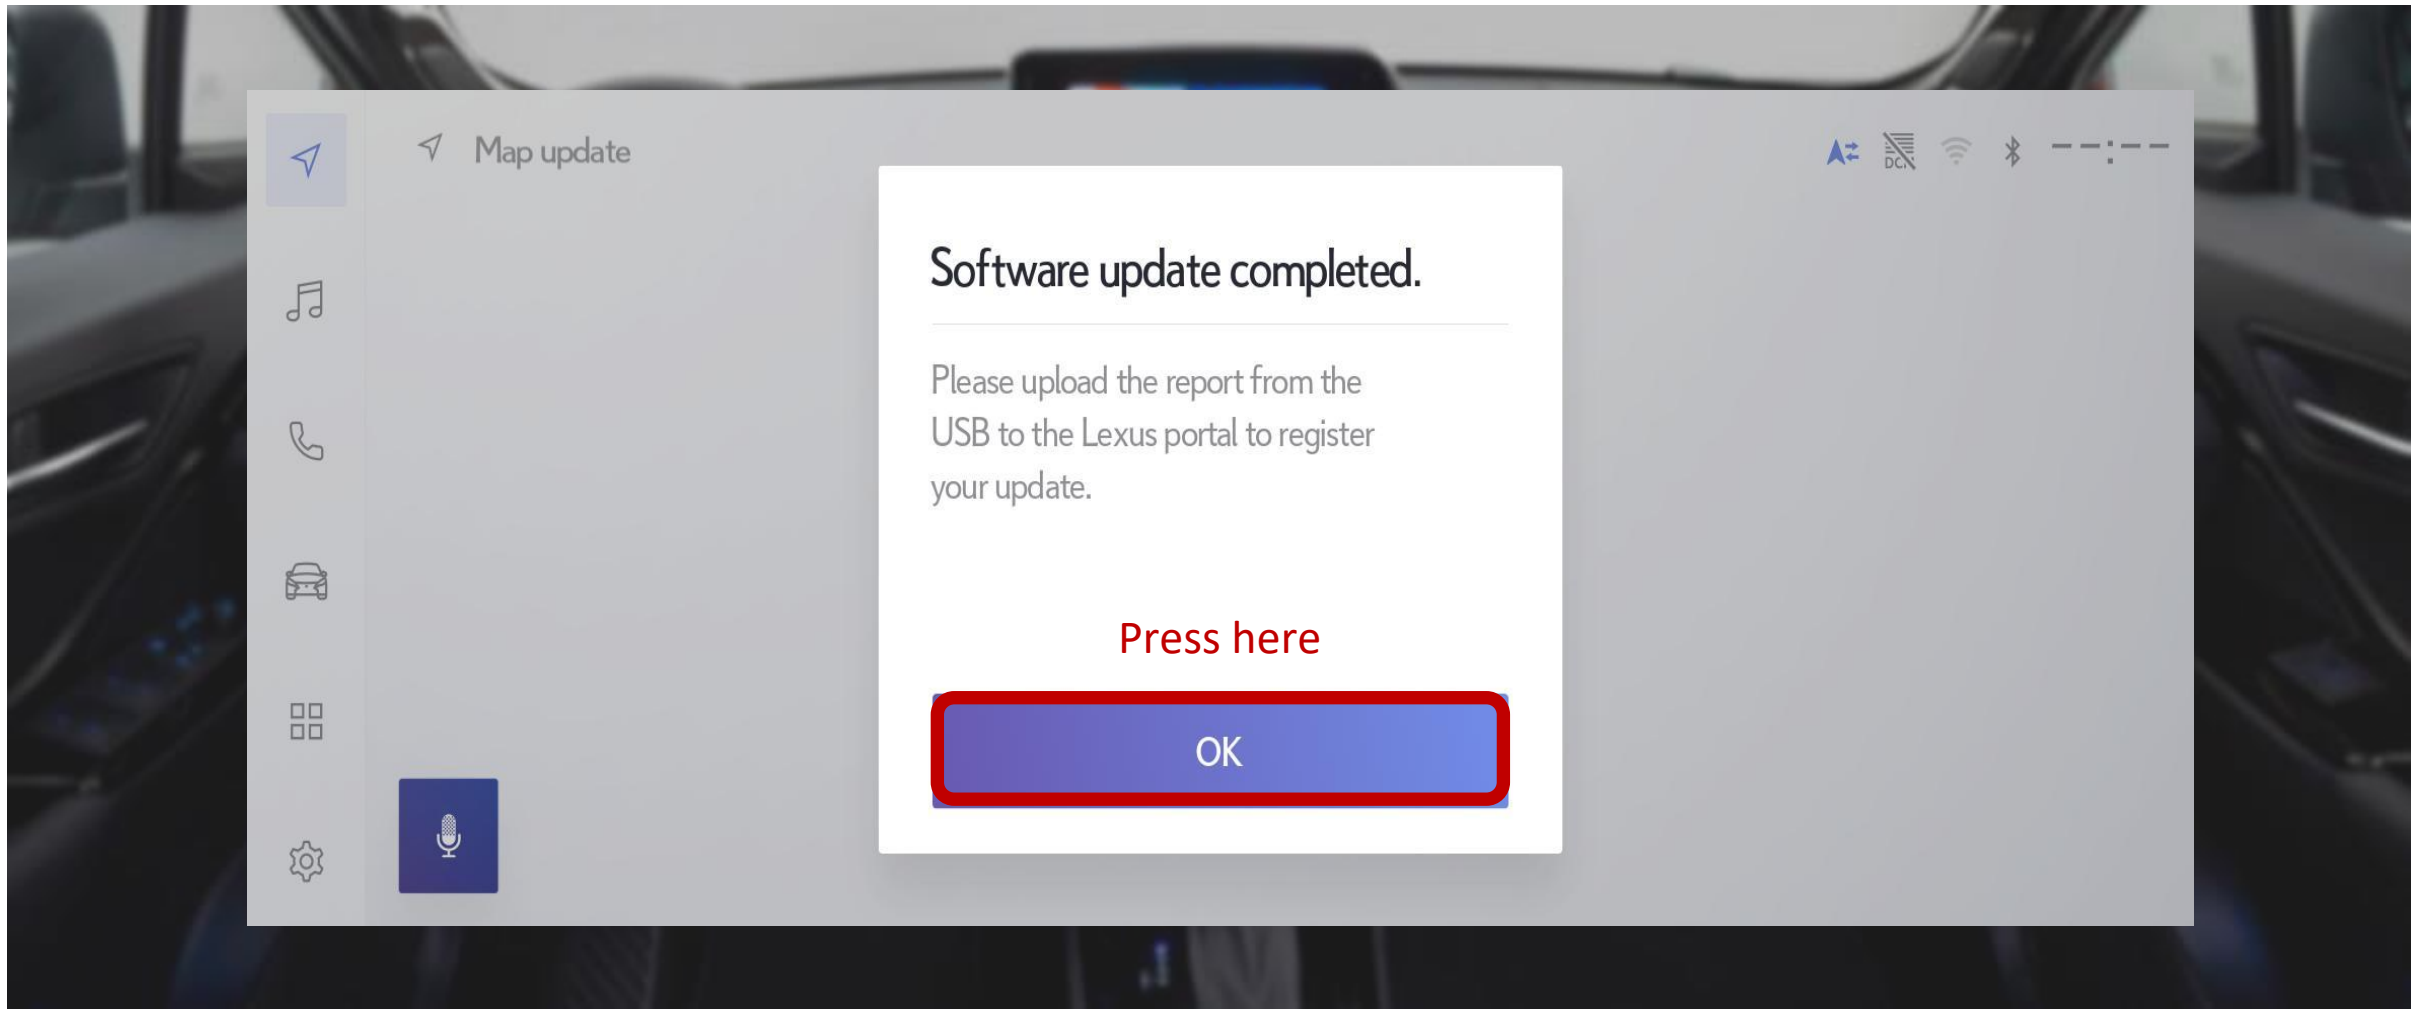 Map update
DC
--:--
Software update completed.
Please upload the report from the
USB to the Lexus portal to register
your update.
Press here
OK